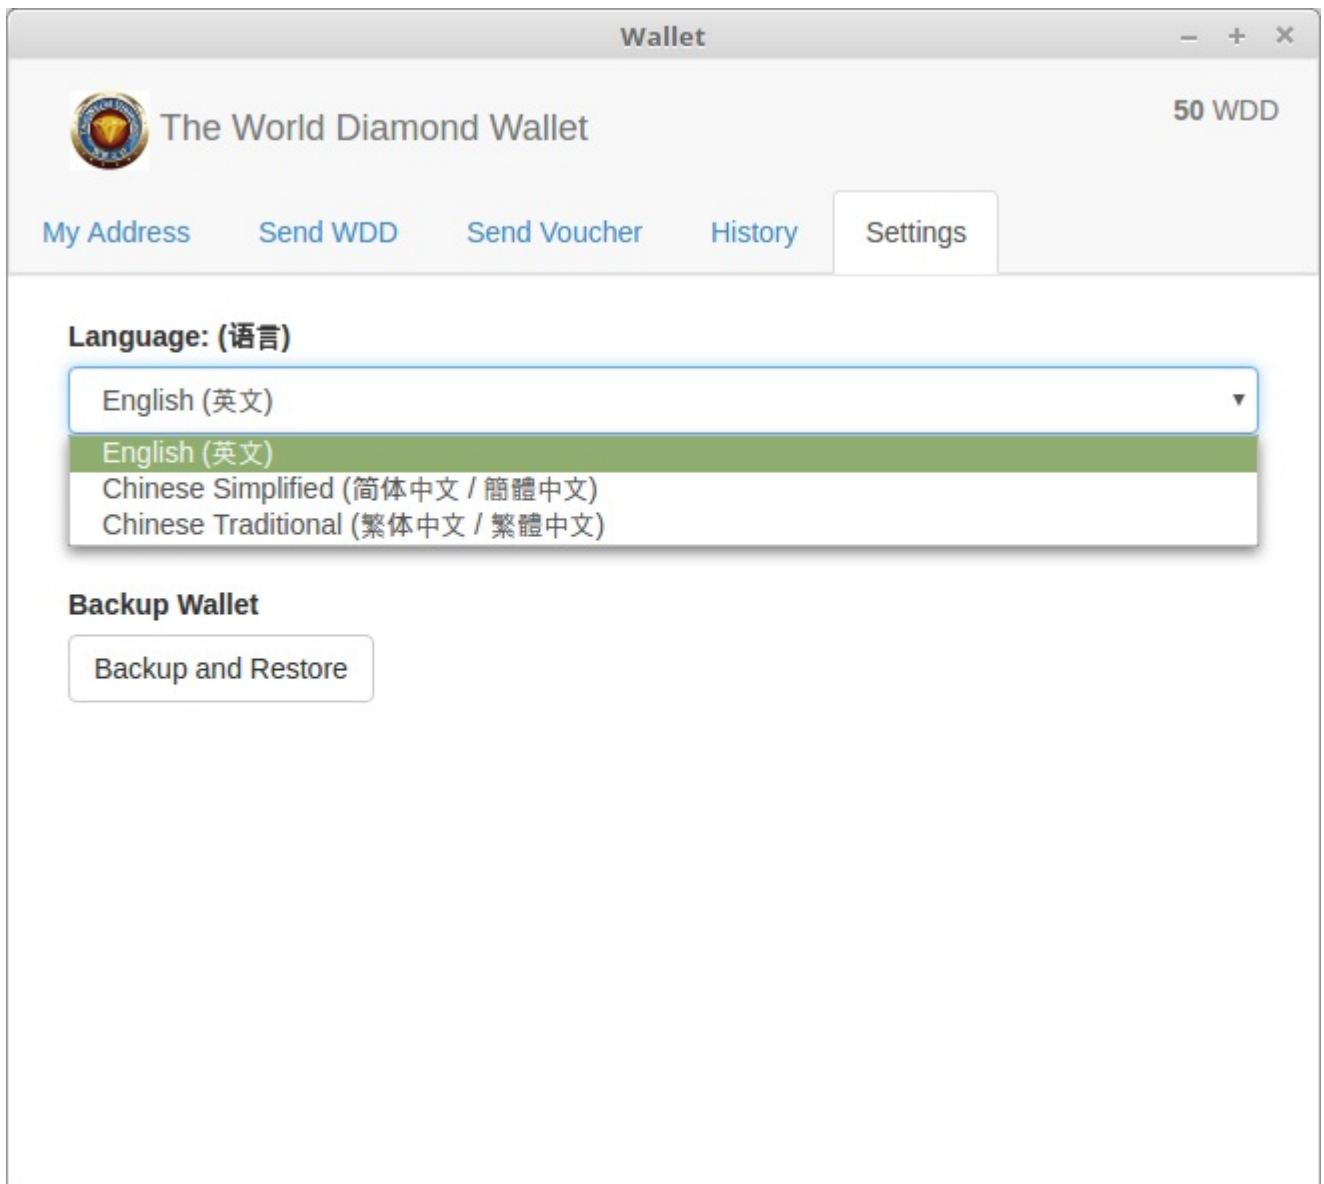 Wallet
The World Diamond Wallet
50 WDD
My Address Send WDD Send Voucher History Settings
Language: (语言)
English (英文)
English (英文)
Chinese Simplified (简体中文 / 簡體中文)
Chinese Traditional (繁体中文 / 繁體中文)
Backup Wallet
Backup and Restore